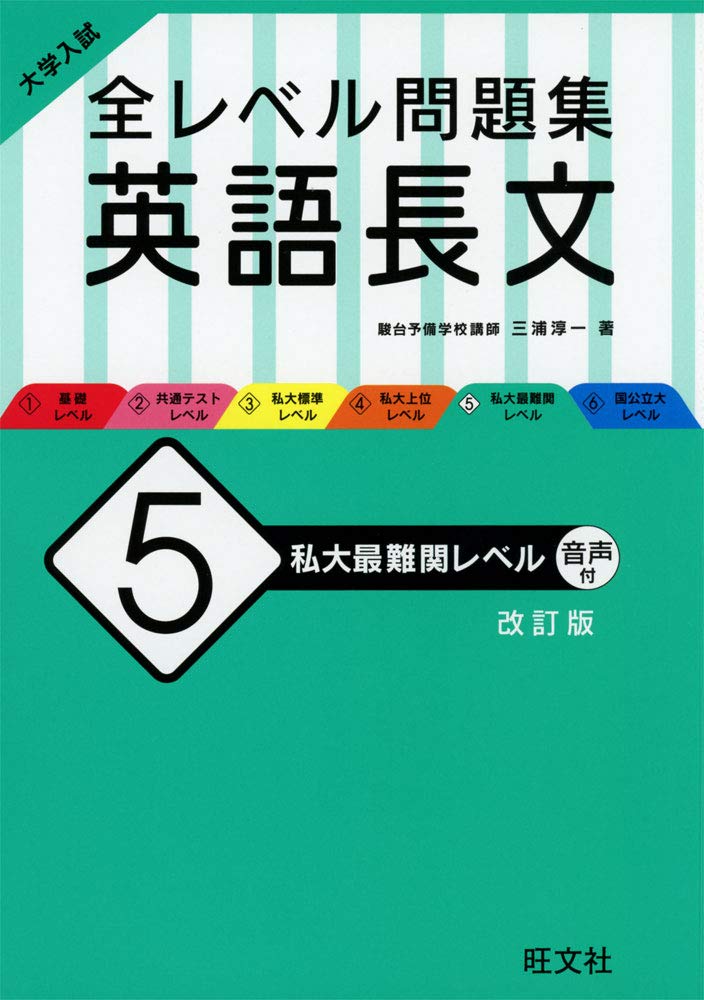 大学入試
全レベル問題集
英語長文
駿台予備学校講師 三浦淳一 著
1 基礎レベル
2 共通テストレベル
3 私大標準レベル
4 私大上位レベル
5 私大最難関レベル
6 国公立大レベル
5 私大最難関レベル 音声付
改訂版
旺文社